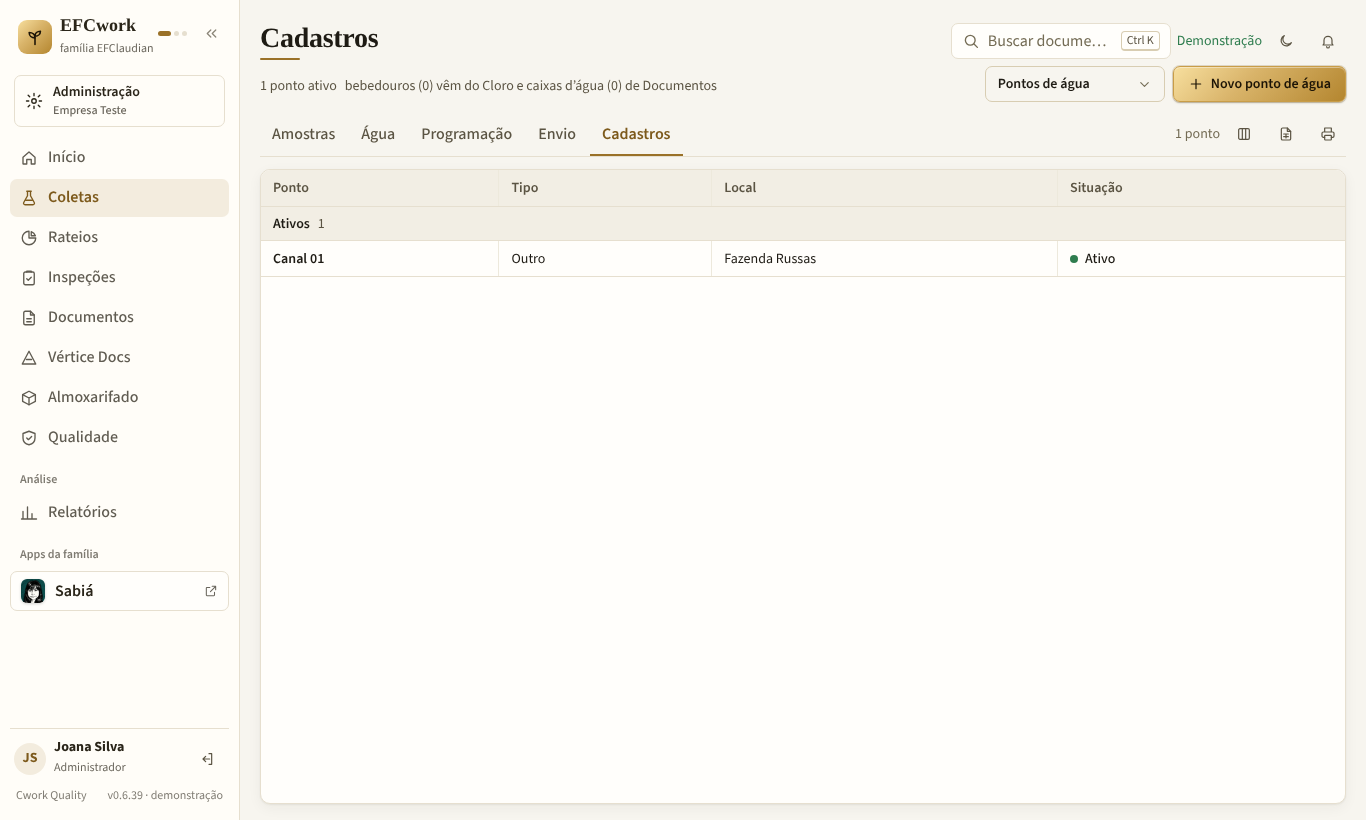 EFCwork
família EFClaudian
Administração
Empresa Teste
Início
Coletas
Rateios
Inspeções
Documentos
Vértice Docs
Almoxarifado
Qualidade
Análise
Relatórios
Apps da família
Sabiá
JS
Joana Silva
Administrador
Cwork Quality
v0.6.39 · demonstração
Cadastros
Buscar docume…
Ctrl K
Demonstração
1 ponto ativo bebedouros (0) vêm do Cloro e caixas d'água (0) de Documentos
Pontos de água
Novo ponto de água
Amostras
Água
Programação
Envio
Cadastros
1 ponto
Ponto Tipo Local Situação
Ativos 1
Canal 01 Outro Fazenda Russas Ativo